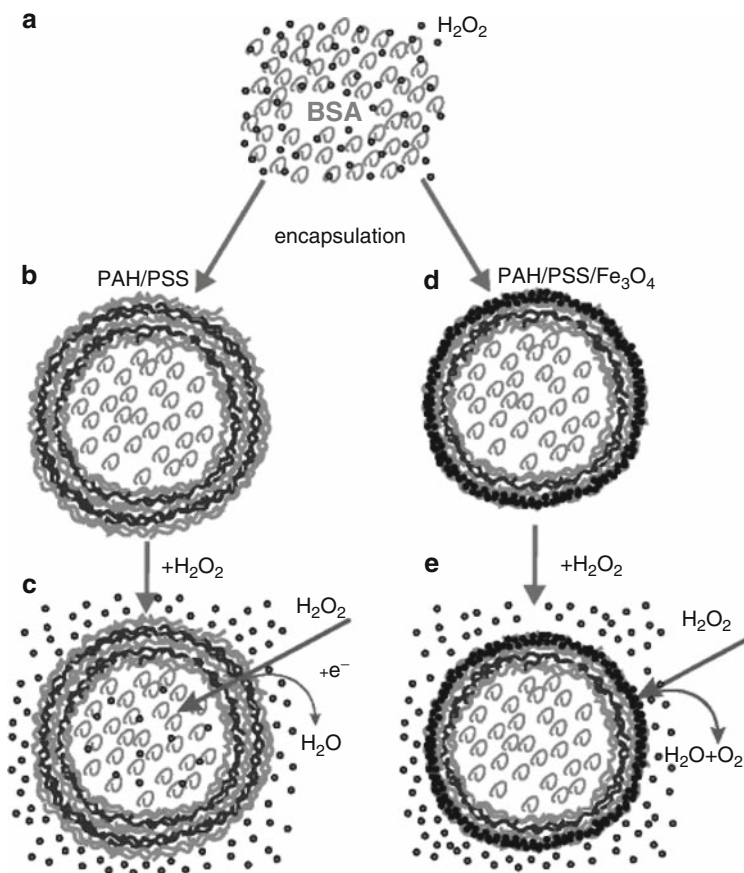 a
H₂O₂
BSA
encapsulation
b
PAH/PSS
d
PAH/PSS/Fe₃O₄
+H₂O₂
+H₂O₂
c
H₂O₂
+e⁻
H₂O
e
H₂O₂
H₂O+O₂